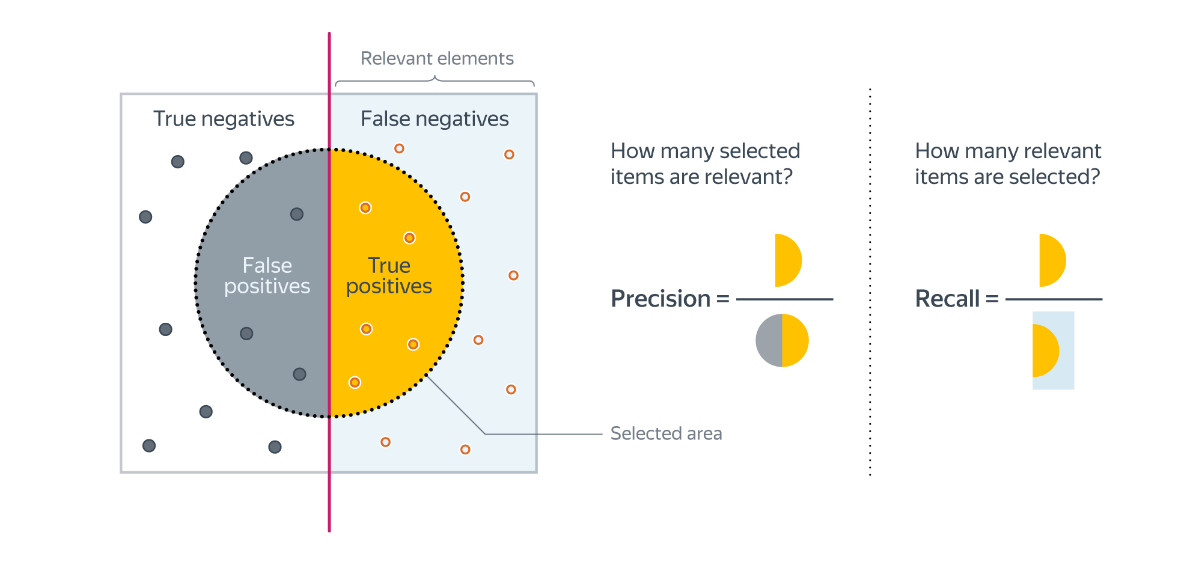 Relevant elements
True negatives
False negatives
False
positives
True
positives
Selected area
How many selected
items are relevant?
Precision =
How many relevant
items are selected?
Recall =